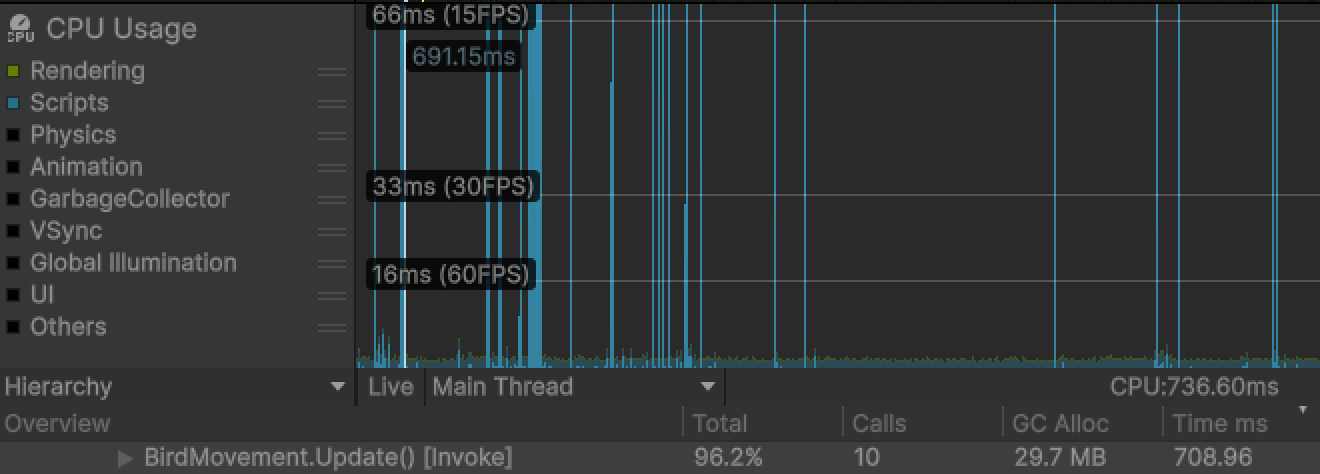 66ms (15FPS)
CPU CPU Usage
691.15ms
Rendering
Scripts
Physics
Animation
33ms (30FPS)
GarbageCollector
VSync
Global Illumination
16ms (60FPS)
UI
Others
Hierarchy Live Main Thread CPU:736.60ms
Overview Total Calls GC Alloc Time ms
BirdMovement.Update() [Invoke] 96.2% 10 29.7 MB 708.96